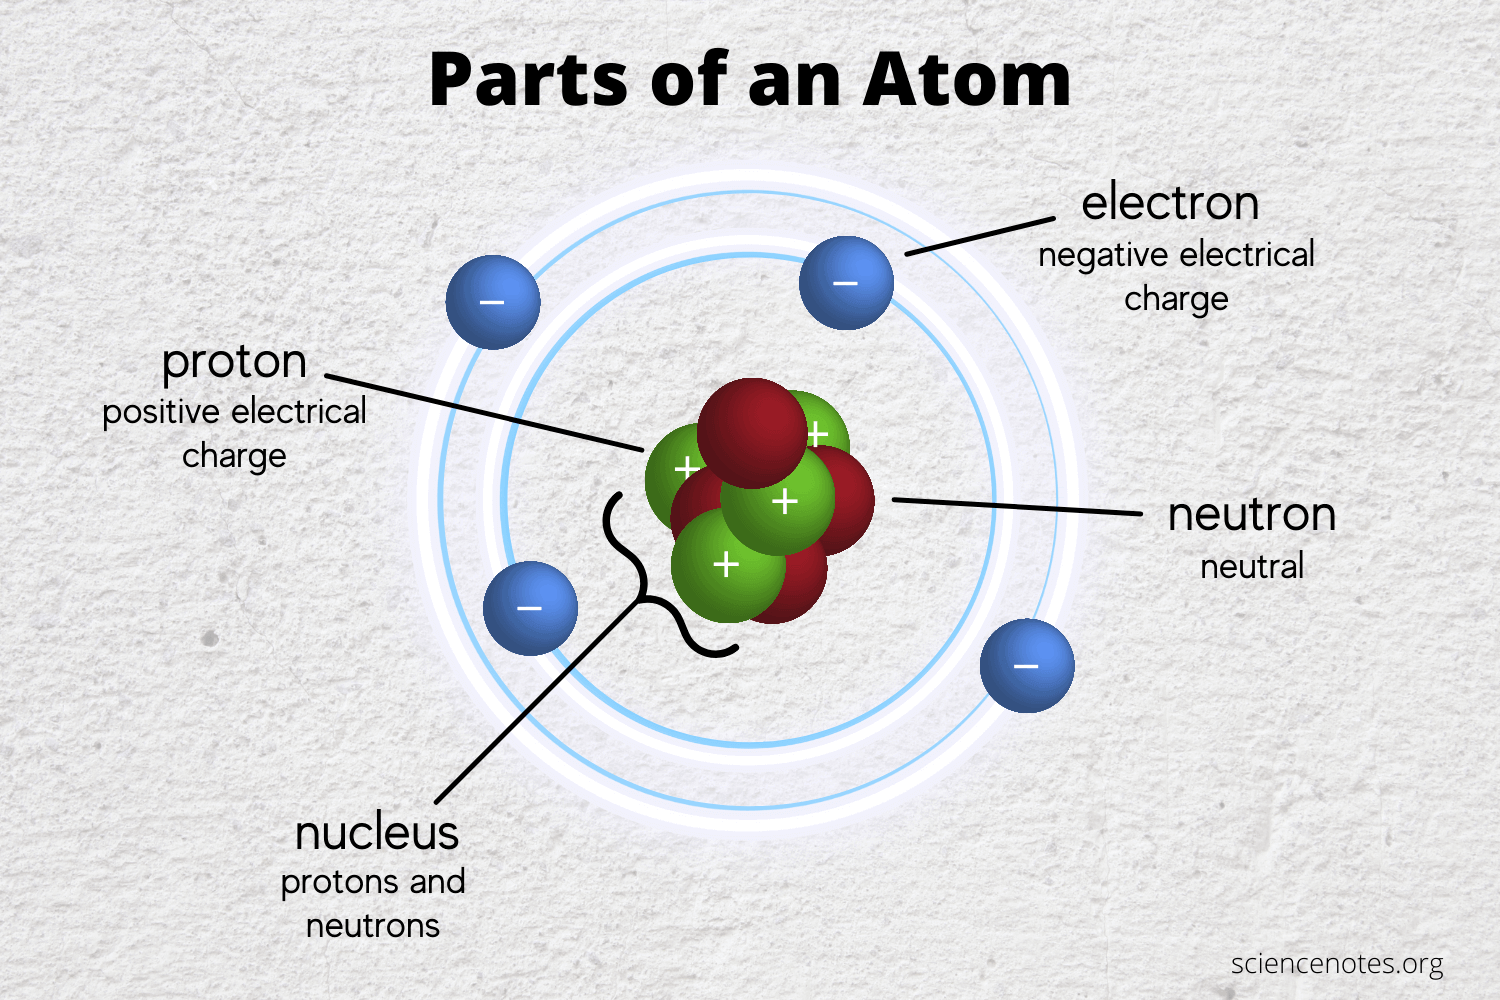 Parts of an Atom
electron
negative electrical
charge
proton
positive electrical
charge
neutron
neutral
nucleus
protons and
neutrons
−
−
−
−
+
+
+
+
sciencenotes.org